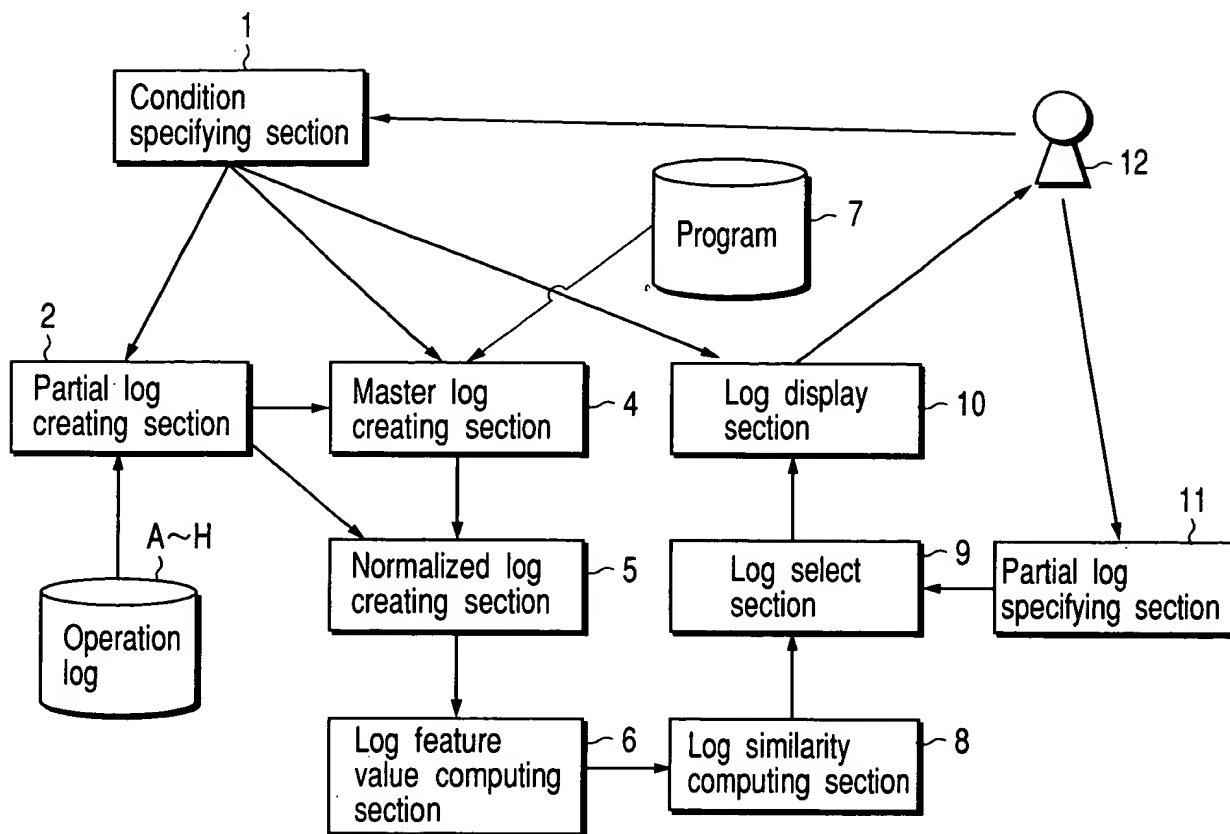 1
Condition
specifying section
12
Program
7
2
Partial log
creating section
Master log
creating section
4
Log display
section
10
A~H
Operation
log
Normalized log
creating section
5
Log select
section
9
11
Partial log
specifying section
Log feature
value computing
section
6
Log similarity
computing section
8